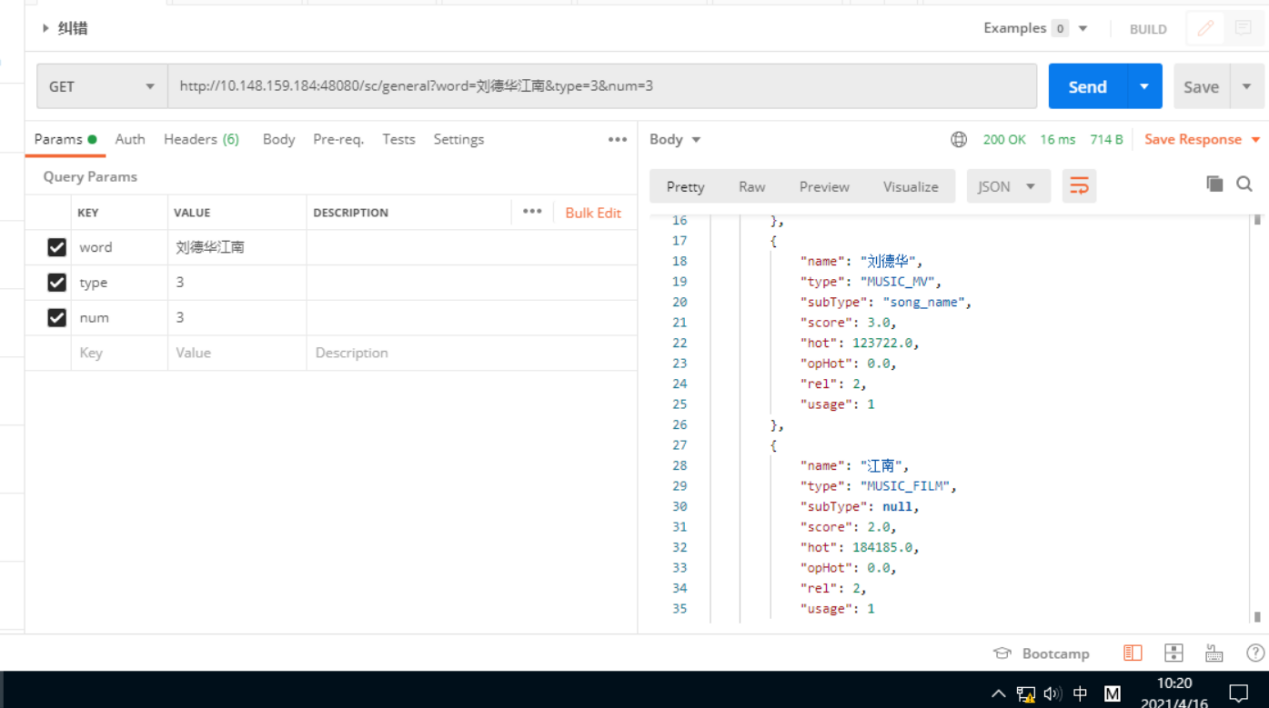 纠错
Examples 0
BUILD
GET
http://10.148.159.184:48080/sc/general?word=刘德华江南&type=3&num=3
Send
Save
Params
Auth
Headers (6)
Body
Pre-req.
Tests
Settings
Query Params
KEY VALUE DESCRIPTION
Bulk Edit
word 刘德华江南
type 3
num 3
Key Value Description
Body
200 OK 16 ms 714 B Save Response
Pretty Raw Preview Visualize JSON
16 },
17 {
18 "name": "刘德华",
19 "type": "MUSIC_MV",
20 "subType": "song_name",
21 "score": 3.0,
22 "hot": 123722.0,
23 "opHot": 0.0,
24 "rel": 2,
25 "usage": 1
26 },
27 {
28 "name": "江南",
29 "type": "MUSIC_FILM",
30 "subType": null,
31 "score": 2.0,
32 "hot": 184185.0,
33 "opHot": 0.0,
34 "rel": 2,
35 "usage": 1
Bootcamp
中 M
10:20
2021/4/16